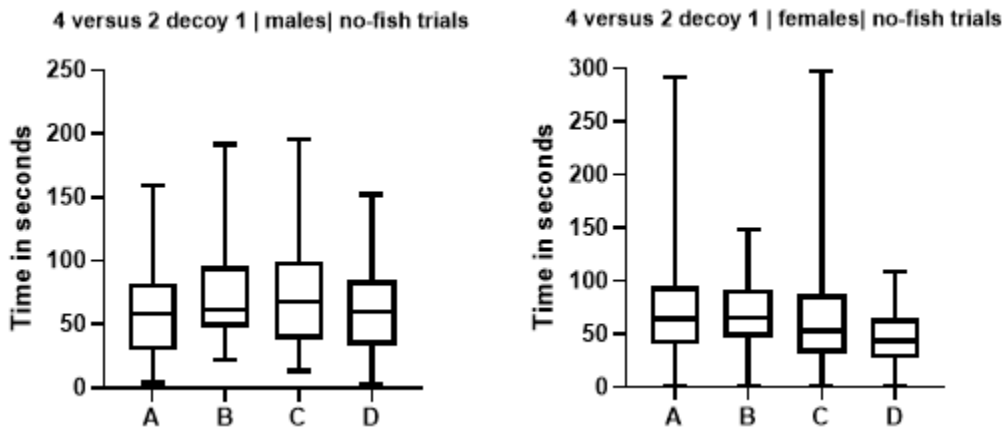 4 versus 2 decoy 1 | males| no-fish trials
250
200
150
100
50
0
Time in seconds
A B C D
4 versus 2 decoy 1 | females| no-fish trials
300
250
200
150
100
50
0
Time in seconds
A B C D